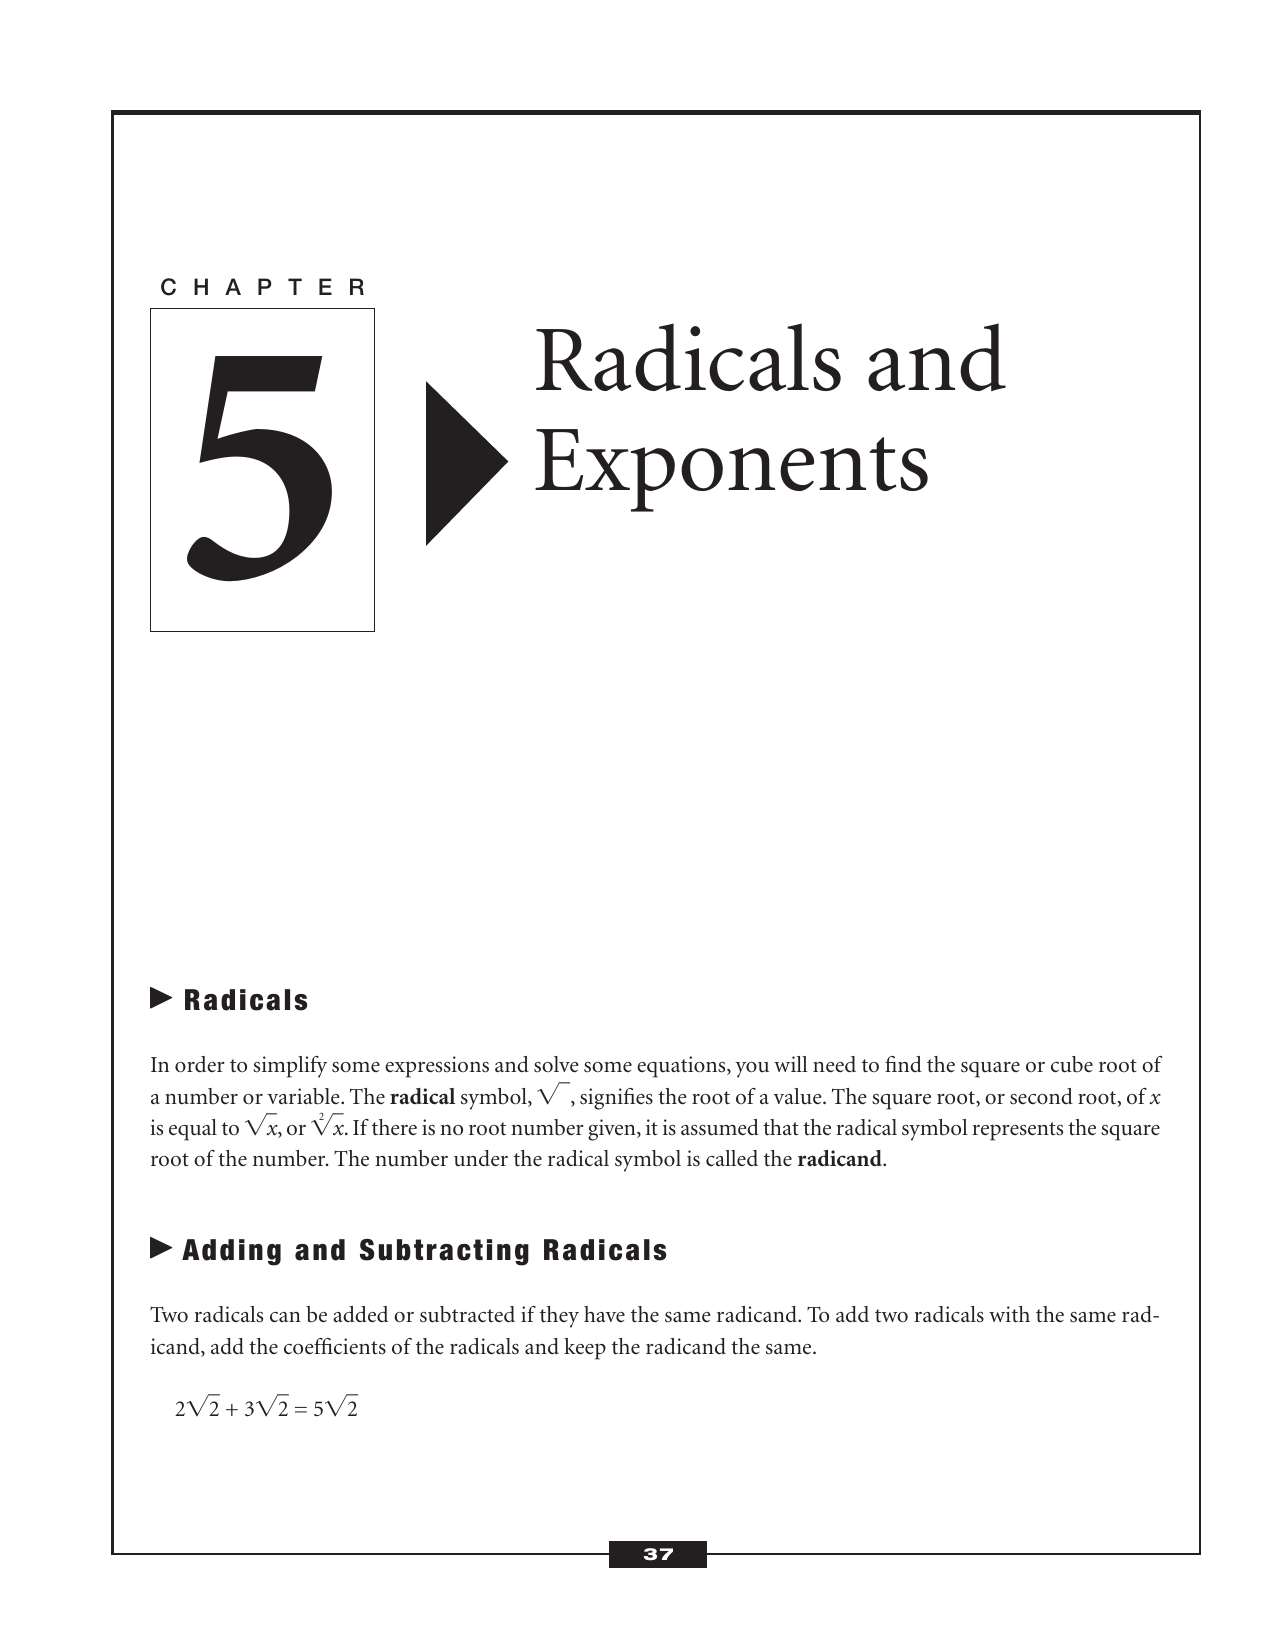 CHAPTER
5
Radicals and
Exponents
Radicals
In order to simplify some expressions and solve some equations, you will need to find the square or cube root of
a number or variable. The radical symbol, √ , signifies the root of a value. The square root, or second root, of x
is equal to √x, or ²√x. If there is no root number given, it is assumed that the radical symbol represents the square
root of the number. The number under the radical symbol is called the radicand.
Adding and Subtracting Radicals
Two radicals can be added or subtracted if they have the same radicand. To add two radicals with the same rad-
icand, add the coefficients of the radicals and keep the radicand the same.
2√2 + 3√2 = 5√2
37